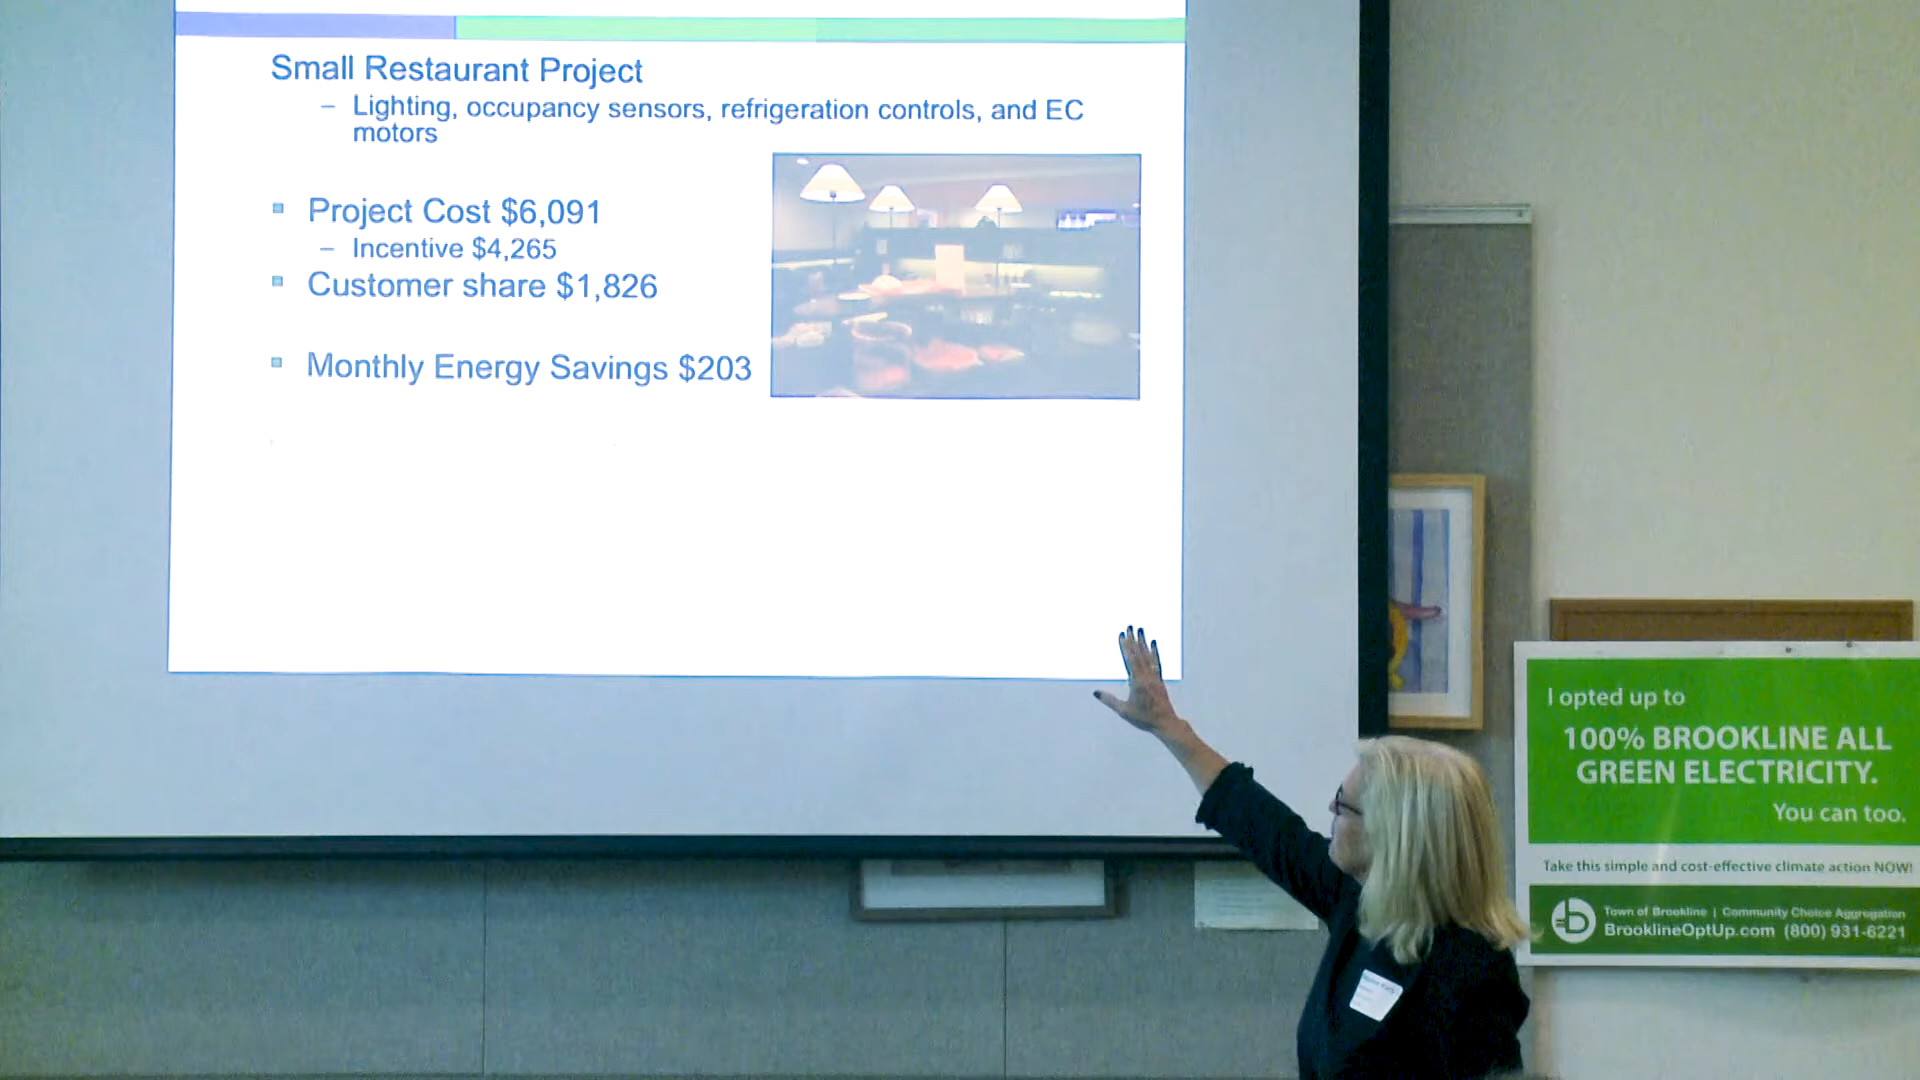 Small Restaurant Project
– Lighting, occupancy sensors, refrigeration controls, and EC
motors
▪ Project Cost $6,091
– Incentive $4,265
▪ Customer share $1,826
▪ Monthly Energy Savings $203
I opted up to
100% BROOKLINE ALL
GREEN ELECTRICITY.
You can too.
Take this simple and cost-effective climate action NOW!
Town of Brookline | Community Choice Aggregation
BrooklineOptUp.com (800) 931-6221